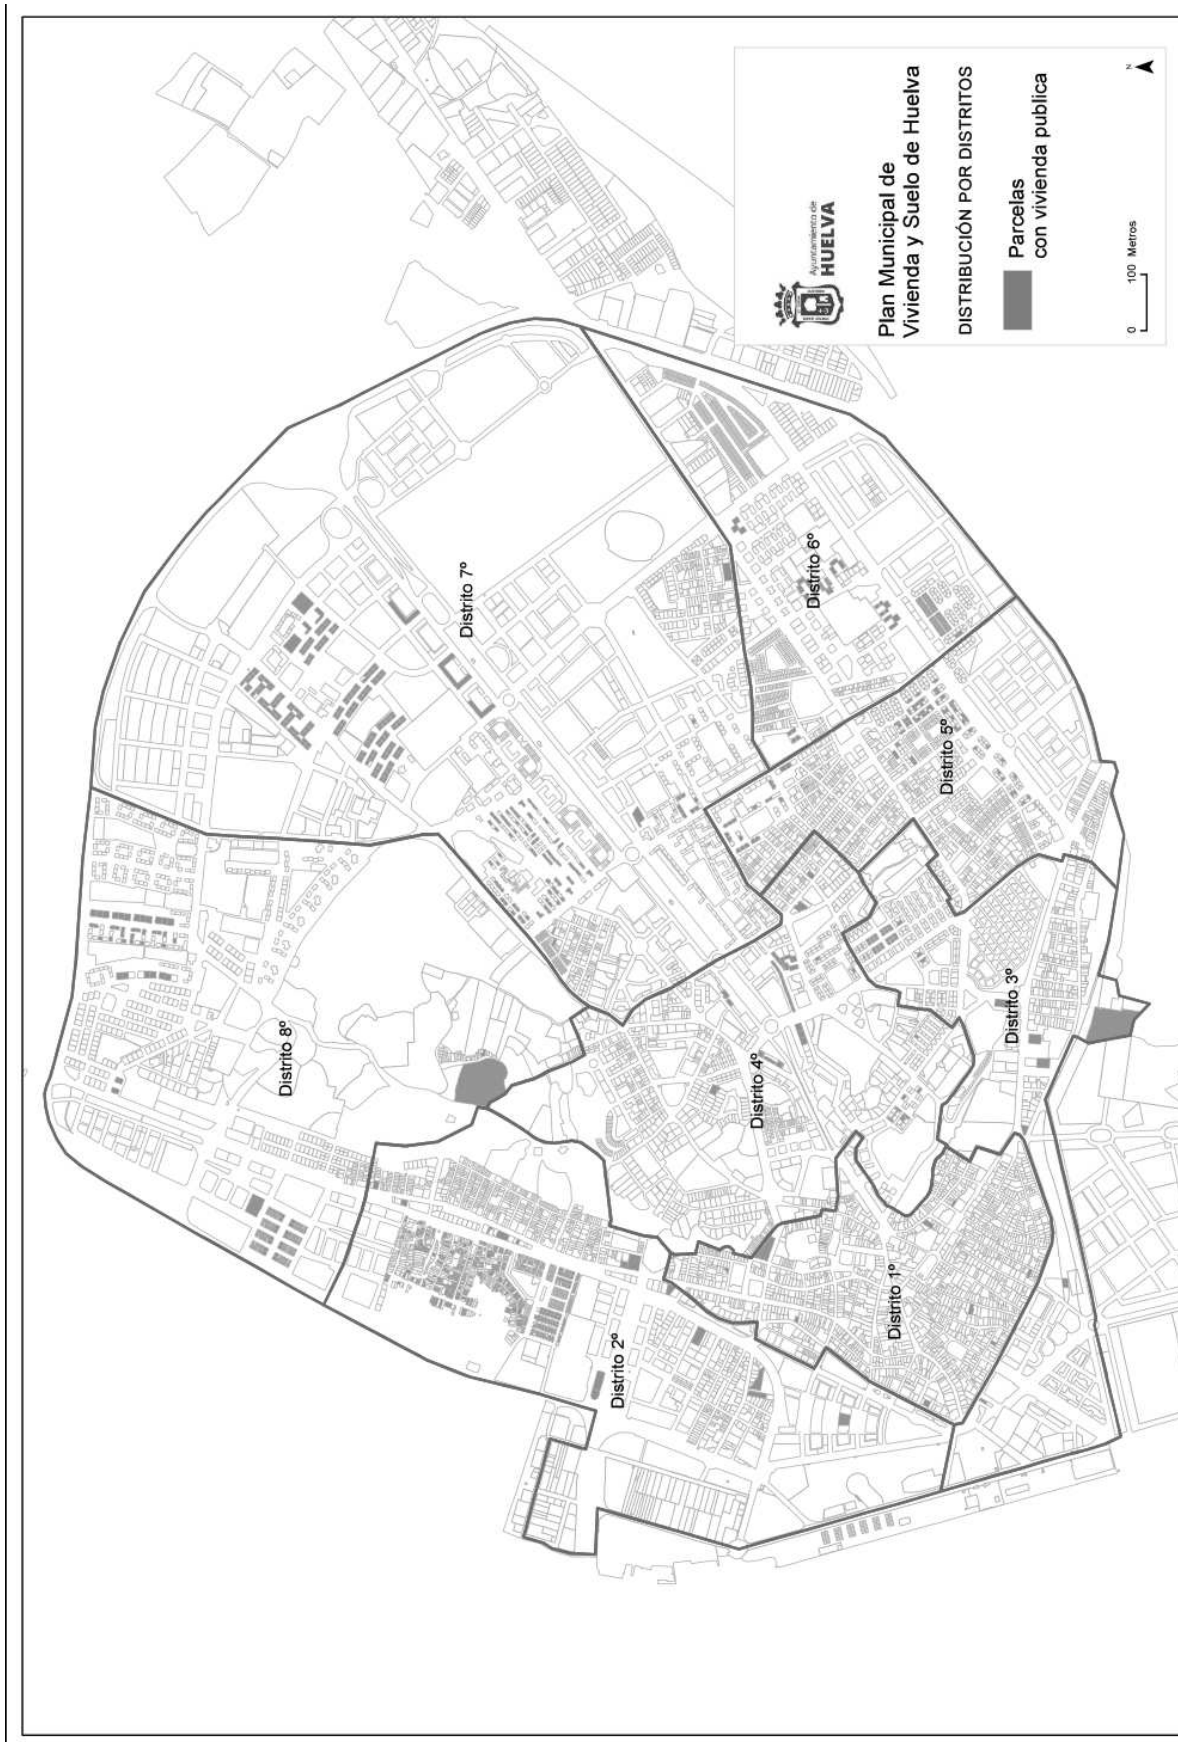 Ayuntamiento de
HUELVA
Plan Municipal de
Vivienda y Suelo de Huelva
DISTRIBUCIÓN POR DISTRITOS
Parcelas
con vivienda publica
0 100 Metros
N
Distrito 8º
Distrito 7º
Distrito 2º
Distrito 4º
Distrito 6º
Distrito 1º
Distrito 3º
Distrito 5º